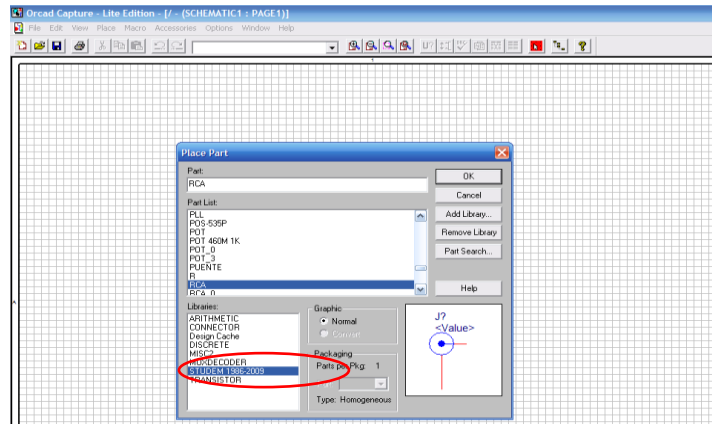 Orcad Capture - Lite Edition - [/ - (SCHEMATIC1 : PAGE1)]
File Edit View Place Macro Accessories Options Window Help
U?
Place Part
Part:
RCA
OK
Cancel
Part List:
PLL
POS-535P
POT
POT 460M 1K
POT_0
POT_3
PUENTE
R
RCA
RCA_0
Add Library...
Remove Library
Part Search...
Help
Libraries:
ARITHMETIC
CONNECTOR
Design Cache
DISCRETE
MISC2
MUXDECODER
STUDEM 1986-2009
TRANSISTOR
Graphic
Normal
Convert
Packaging
Parts per Pkg: 1
Type: Homogeneous
J?
<Value>